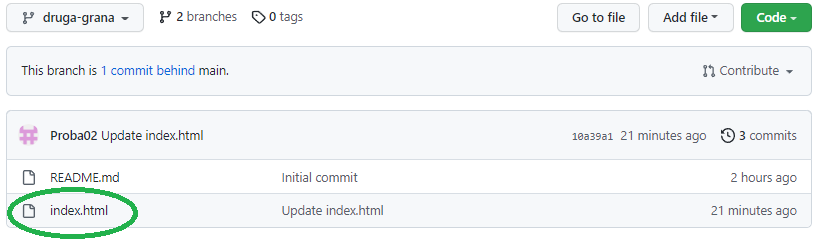 druga-grana 2 branches 0 tags Go to file Add file Code
This branch is 1 commit behind main. Contribute
Proba02 Update index.html 10a39a1 21 minutes ago 3 commits
README.md Initial commit 2 hours ago
index.html Update index.html 21 minutes ago